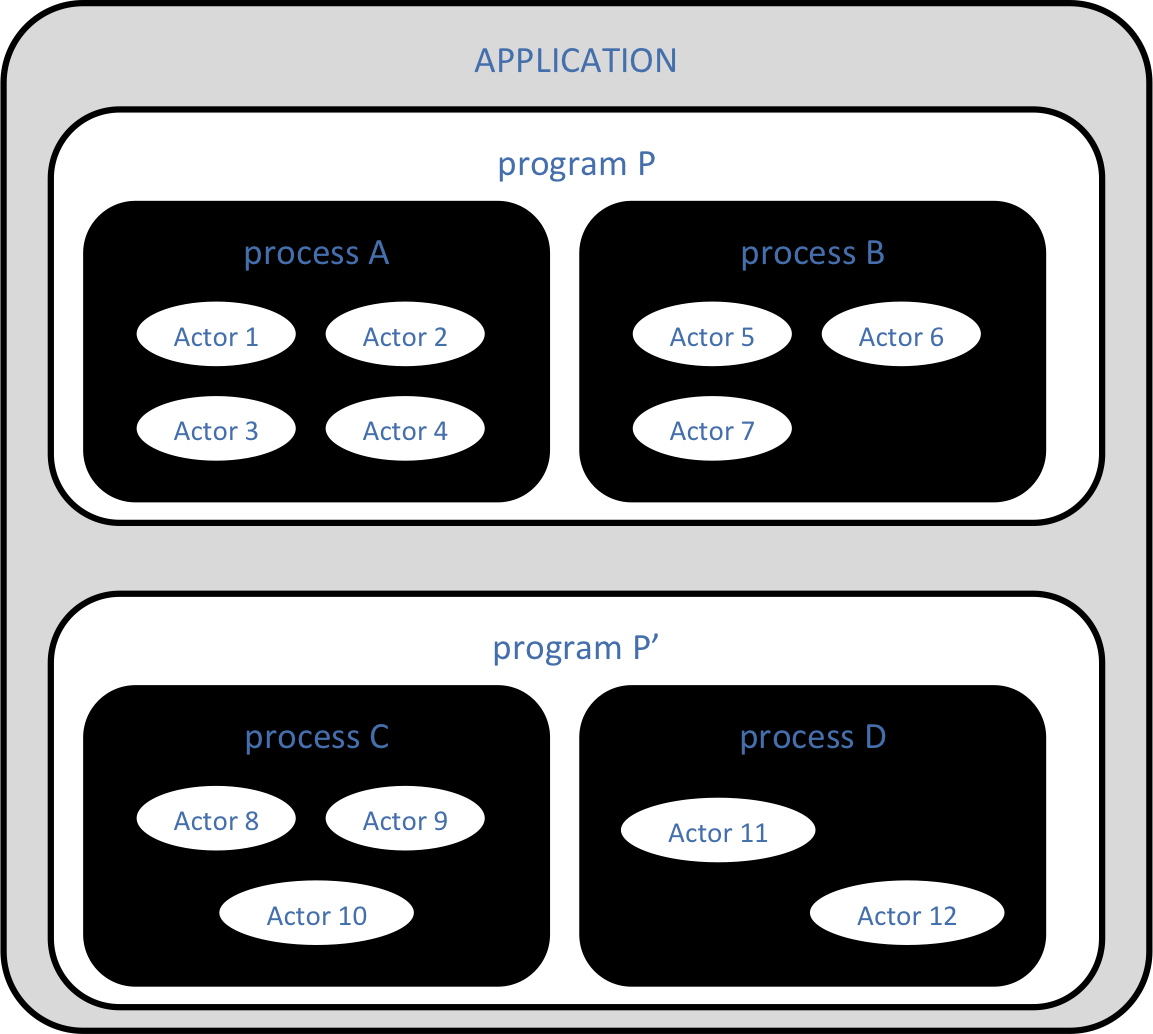 APPLICATION
program P
process A
process B
Actor 1
Actor 2
Actor 5
Actor 6
Actor 3
Actor 4
Actor 7
program P’
process C
process D
Actor 8
Actor 9
Actor 11
Actor 10
Actor 12